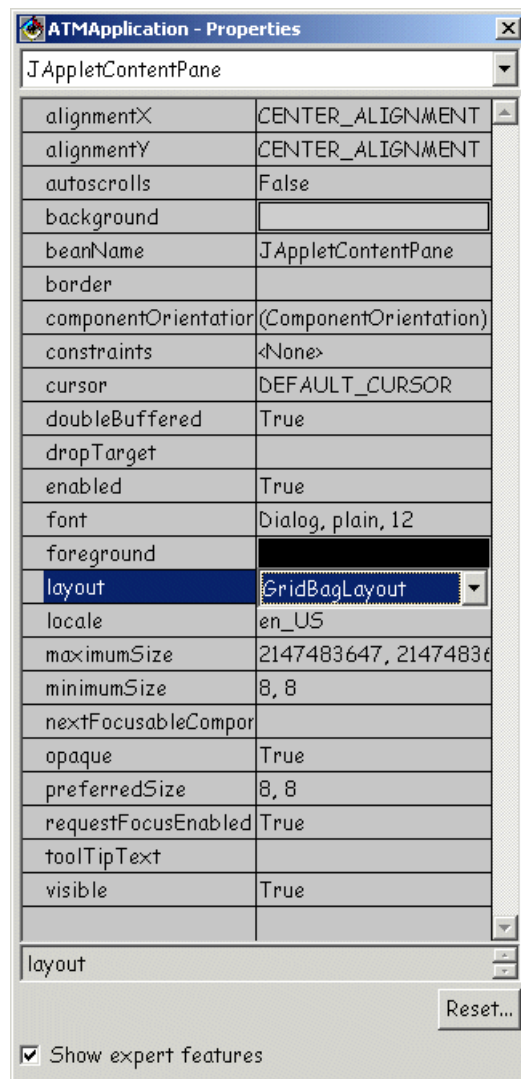 ATMApplication - Properties
JAppletContentPane
alignmentX CENTER_ALIGNMENT
alignmentY CENTER_ALIGNMENT
autoscrolls False
background
beanName JAppletContentPane
border
componentOrientation (ComponentOrientation)
constraints <None>
cursor DEFAULT_CURSOR
doubleBuffered True
dropTarget
enabled True
font Dialog, plain, 12
foreground
layout GridBagLayout
locale en_US
maximumSize 2147483647, 21474836
minimumSize 8, 8
nextFocusableCompor
opaque True
preferredSize 8, 8
requestFocusEnabled True
toolTipText
visible True
layout
Reset...
Show expert features